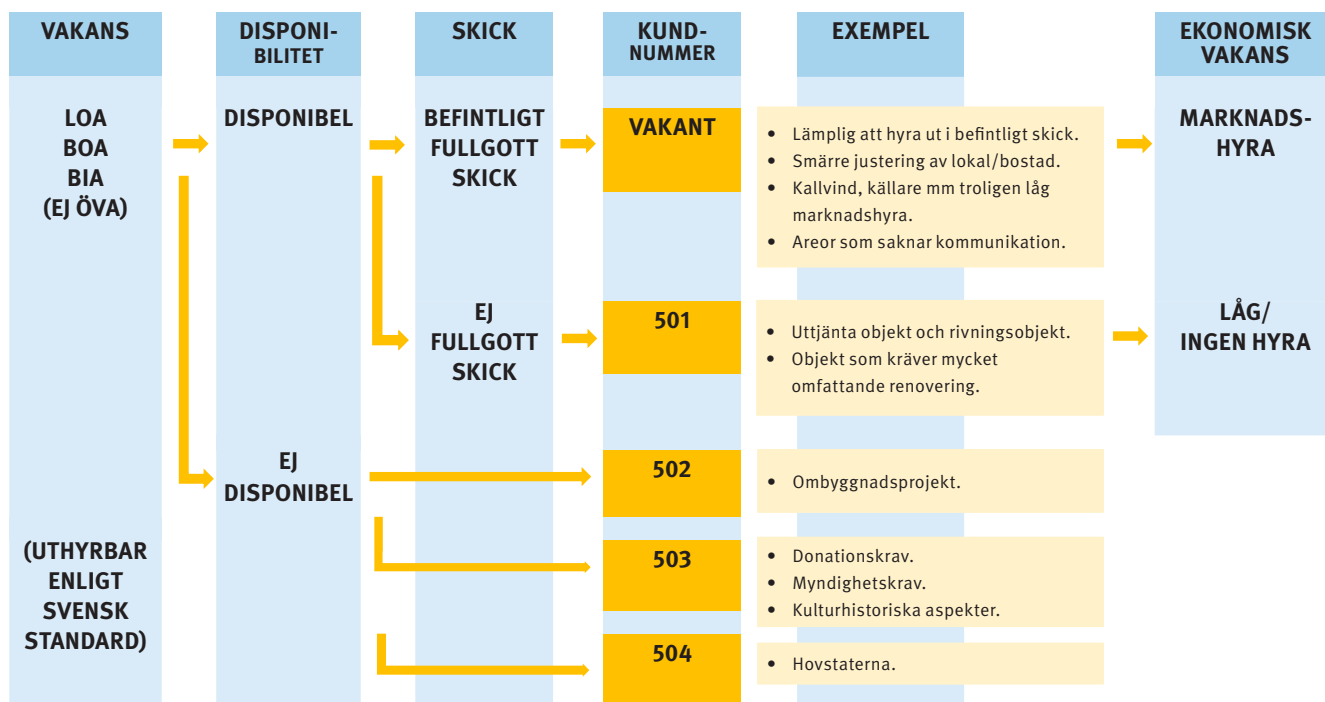 VAKANS
DISPONI-
BILITET
SKICK
KUND-
NUMMER
EXEMPEL
EKONOMISK
VAKANS
LOA
BOA
BIA
(EJ ÖVA)
DISPONIBEL
BEFINTLIGT
FULLGOTT
SKICK
VAKANT
• Lämplig att hyra ut i befintligt skick.
• Smärre justering av lokal/bostad.
• Kallvind, källare mm troligen låg
marknadshyra.
• Areor som saknar kommunikation.
MARKNADS-
HYRA
EJ
FULLGOTT
SKICK
501
• Uttjänta objekt och rivningsobjekt.
• Objekt som kräver mycket
omfattande renovering.
LÅG/
INGEN HYRA
EJ
DISPONIBEL
502
• Ombyggnadsprojekt.
(UTHYRBAR
ENLIGT
SVENSK
STANDARD)
503
• Donationskrav.
• Myndighetskrav.
• Kulturhistoriska aspekter.
504
• Hovstaterna.